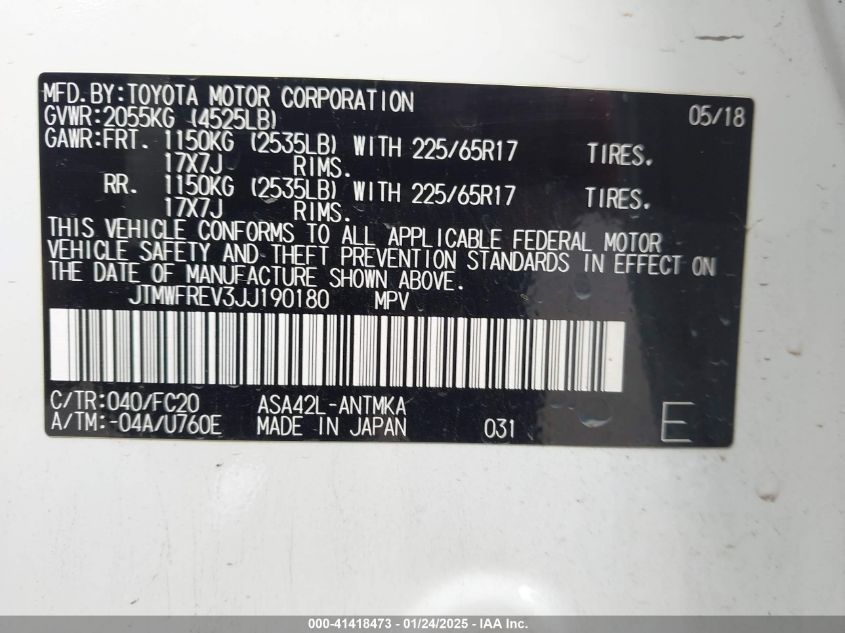 MFD.BY:TOYOTA MOTOR CORPORATION 05/18
GVWR:2055KG (4525LB)
GAWR:FRT. 1150KG (2535LB) WITH 225/65R17 TIRES.
17X7J RIMS.
RR. 1150KG (2535LB) WITH 225/65R17 TIRES.
17X7J RIMS.
THIS VEHICLE CONFORMS TO ALL APPLICABLE FEDERAL MOTOR
VEHICLE SAFETY AND THEFT PREVENTION STANDARDS IN EFFECT ON
THE DATE OF MANUFACTURE SHOWN ABOVE.
JTMWFREV3JJ190180 MPV
C/TR:040/FC20 ASA42L-ANTMKA
A/TM:-04A/U760E MADE IN JAPAN 031 E
000-41418473 - 01/24/2025 - IAA Inc.